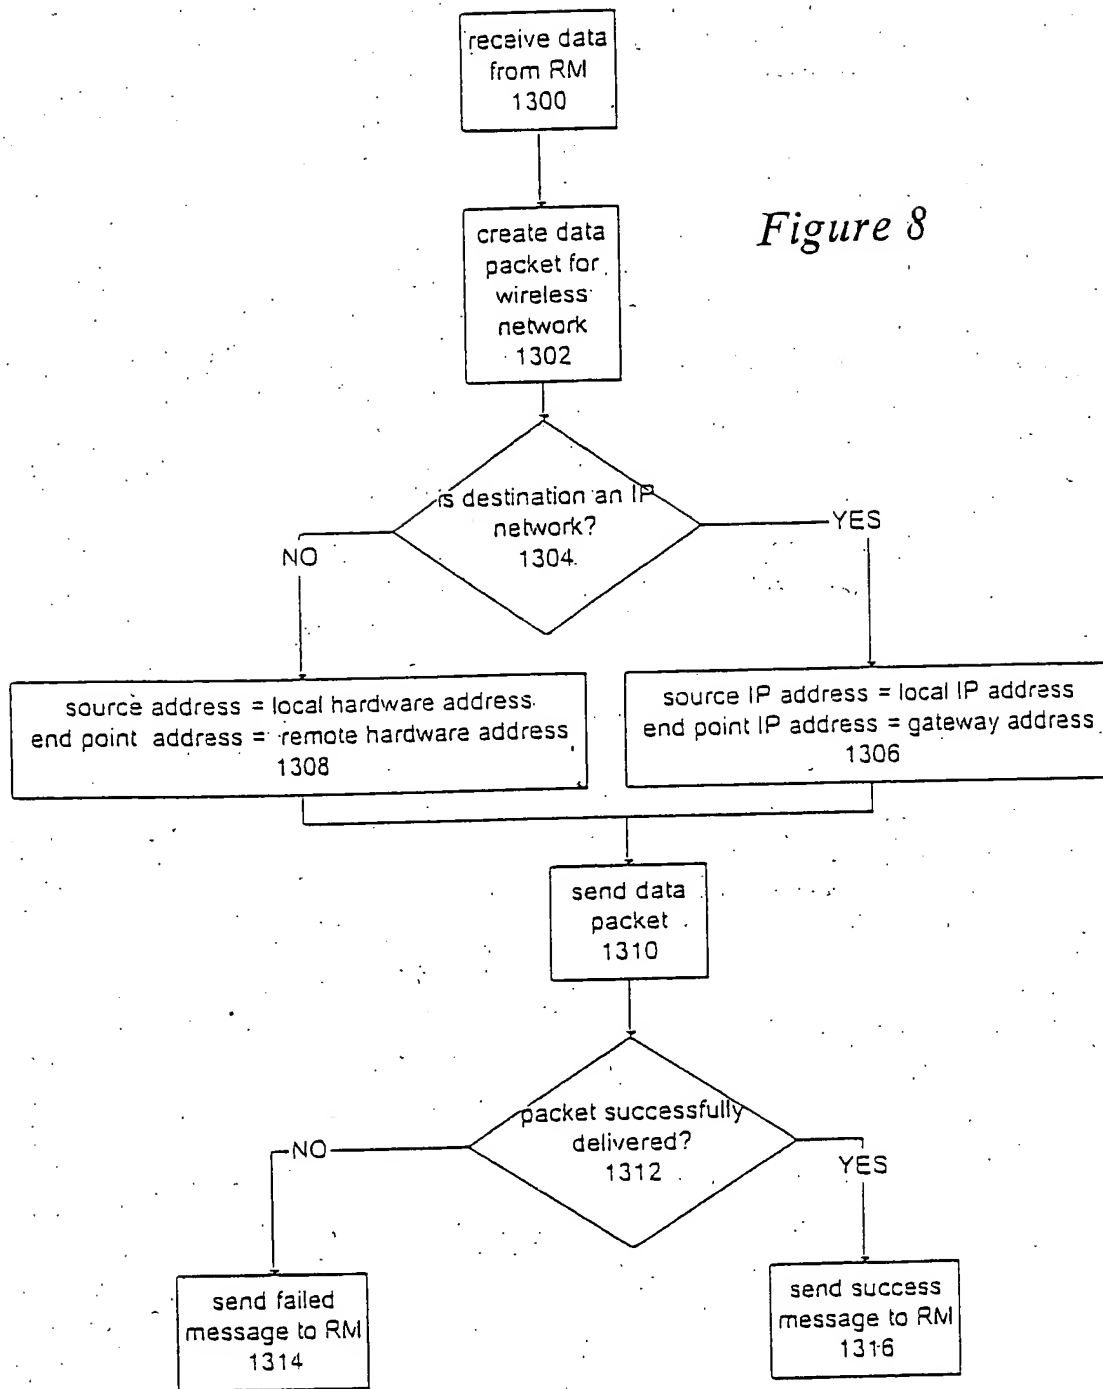 receive data
from RM
1300
Figure 8
create data
packet for
wireless
network
1302
is destination an IP
network?
1304
NO
YES
source address = local hardware address
end point address = remote hardware address
1308
source IP address = local IP address
end point IP address = gateway address
1306
send data
packet
1310
packet successfully
delivered?
1312
NO
YES
send failed
message to RM
1314
send success
message to RM
1316